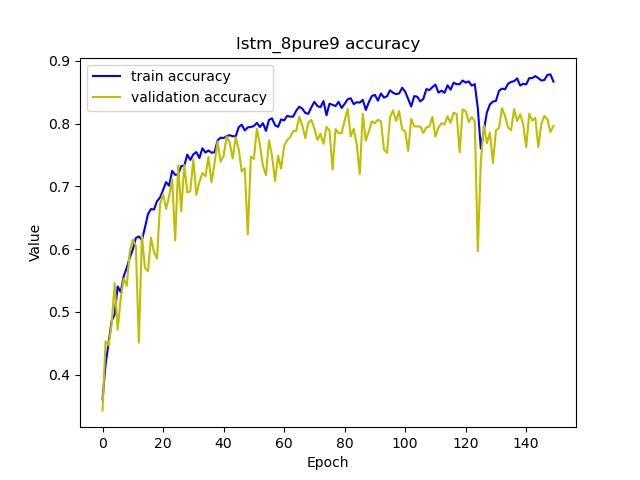 lstm_8pure9 accuracy
train accuracy
validation accuracy
0.9
0.8
0.7
0.6
0.5
0.4
Value
0 20 40 60 80 100 120 140
Epoch